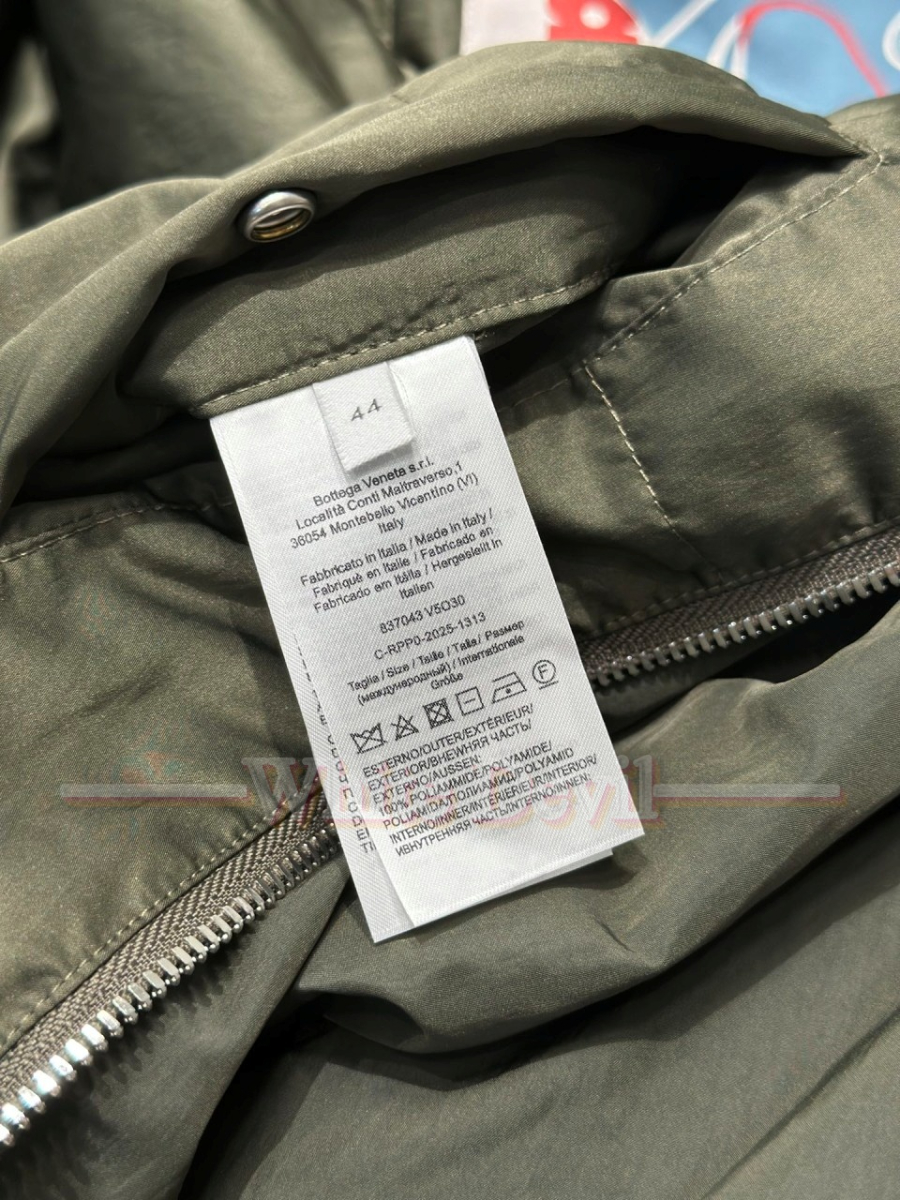 44
Bottega Veneta s.r.l.
Località Conti Maltraverso,1
36054 Montebello Vicentino (VI)
Italy
Fabbricato in Italia / Made in Italy /
Fabriqué en Italie / Fabricado en
Fabricado em Itália / Hergestellt in
Italien
837043 V5O30
C-RPP0-2025-1313
Taglia / Size / Taille / Talla / Размер
(международный) / Internationale
Größe
F
ESTERNO/OUTER/EXTÉRIEUR/
EXTERIOR/ВНЕШНЯЯ ЧАСТЬ/
ESTERNO/AUSSEN:
100% POLIAMMIDE/POLYAMIDE/
POLIAMIDA/ПОЛИАМИД/POLYAMID
INTERNO/INNER/INTÉRIEUR/INTERIOR/
ИВНУТРЕННЯЯ ЧАСТЬ/INTERNO/INNEN: